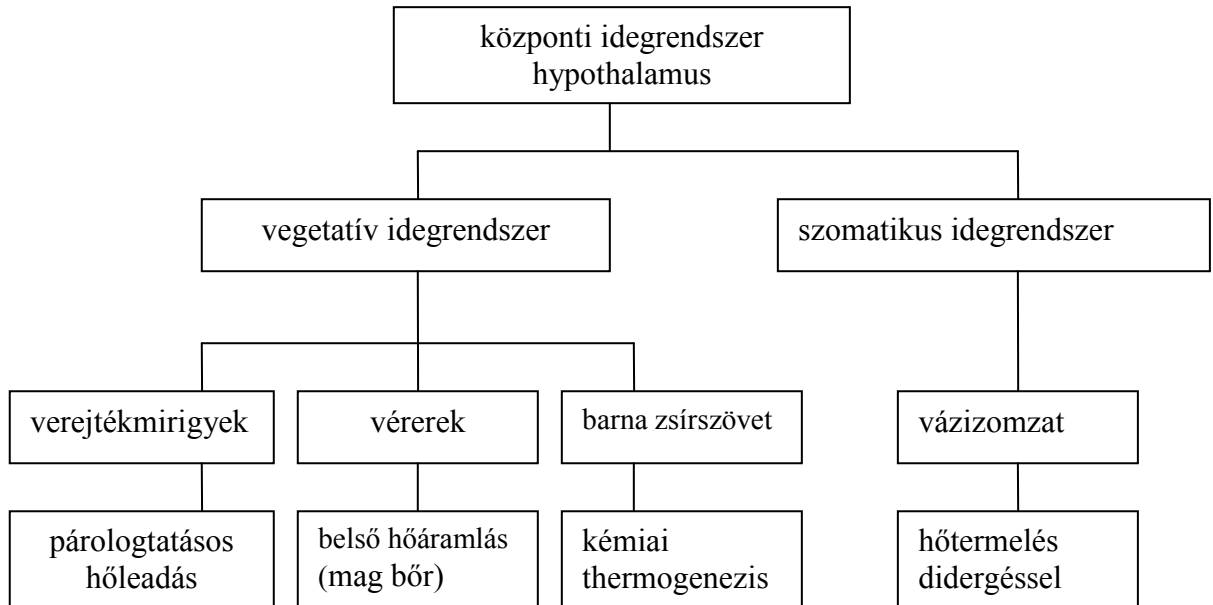 központi idegrendszer
hypothalamus
vegetatív idegrendszer
szomatikus idegrendszer
verejtékmirigyek
vérerek
barna zsírszövet
vázizomzat
párologtatásos
hőleadás
belső hőáramlás
(mag bőr)
kémiai
thermogenezis
hőtermelés
didergéssel